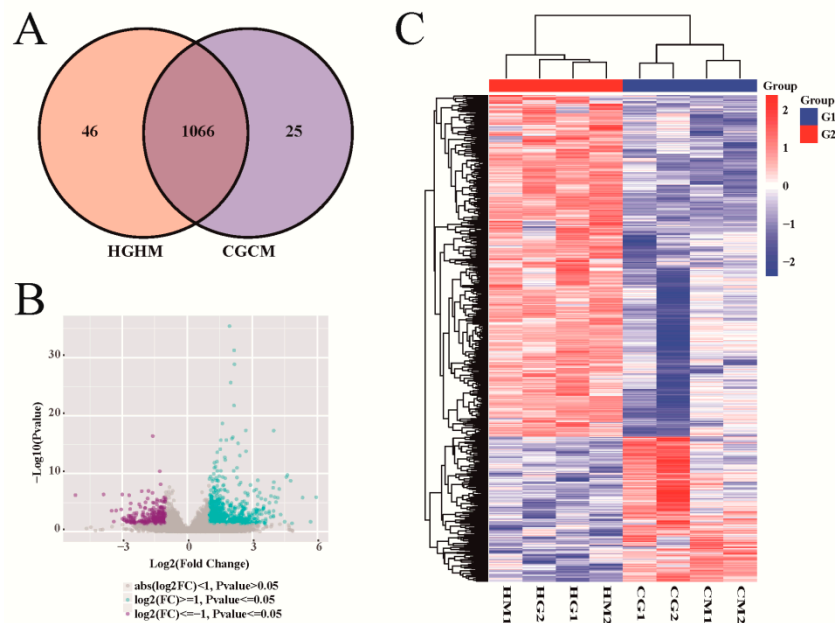 A
46
1066
25
HGHM
CGCM
B
30
20
10
0
−Log10(Pvalue)
−3
0
3
6
Log2(Fold Change)
abs(log2FC)<1, Pvalue>0.05
log2(FC)>=1, Pvalue<=0.05
log2(FC)<=−1, Pvalue<=0.05
C
Group
2
1
0
−1
−2
Group
G1
G2
HM1
HG2
HG1
HM2
CG1
CG2
CM1
CM2